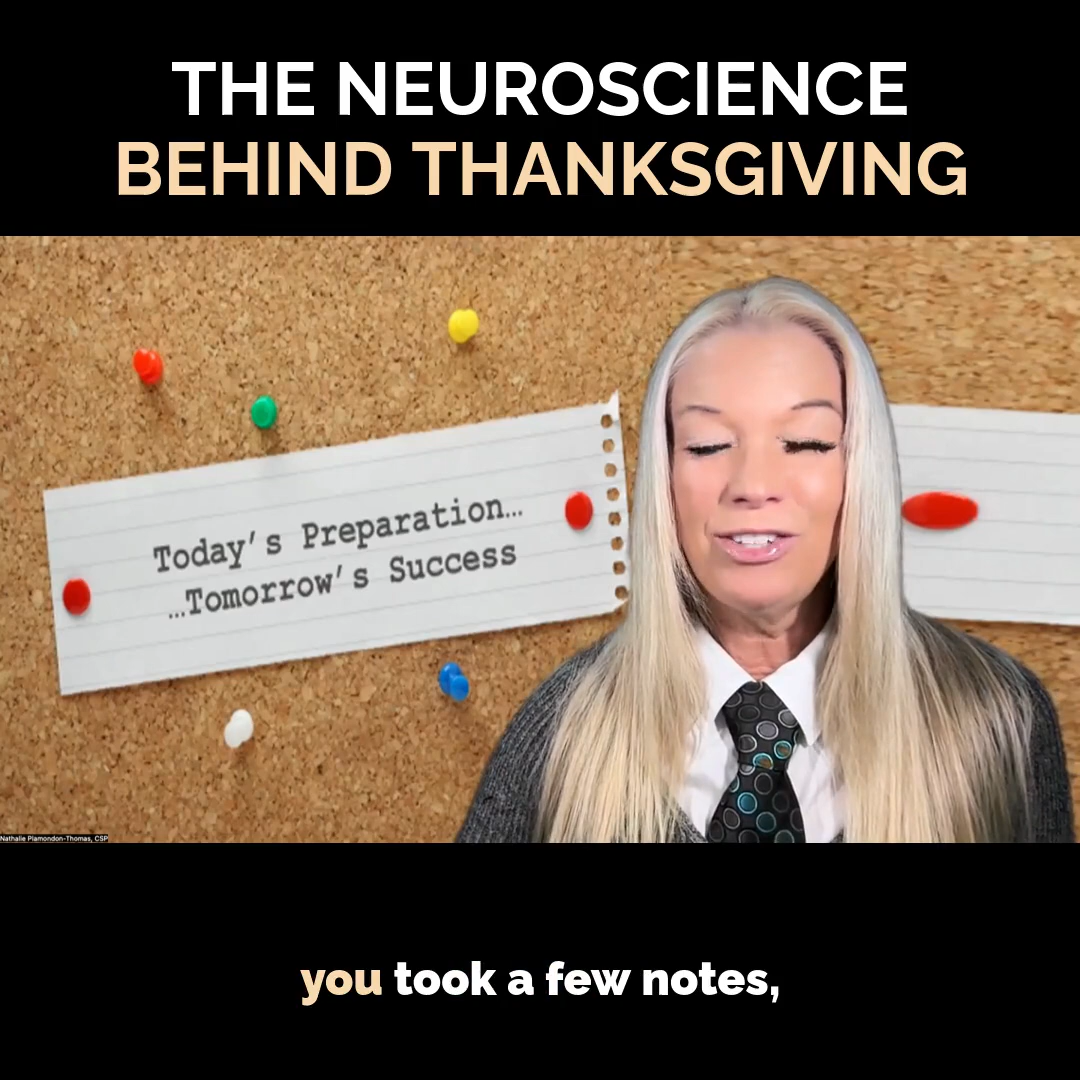 THE NEUROSCIENCE
BEHIND THANKSGIVING
Today's Preparation...
...Tomorrow's Success
Nathalie Plamondon-Thomas, CSP
you took a few notes,